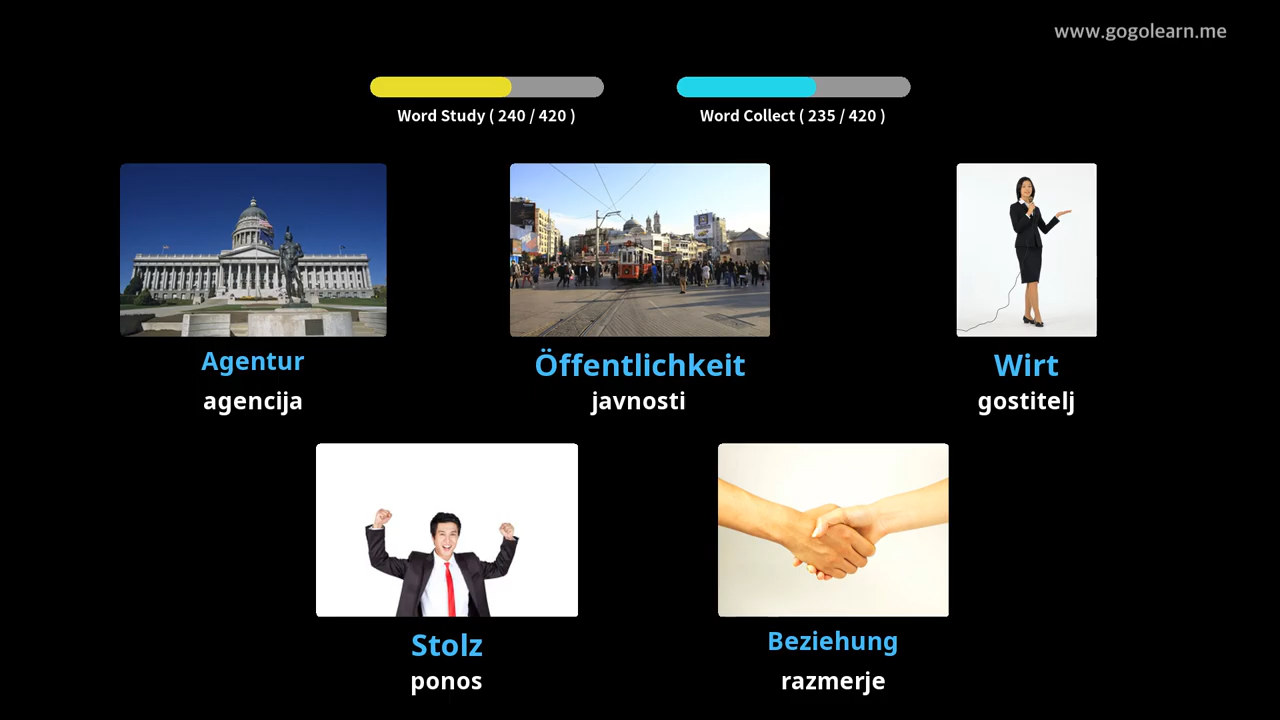 www.gogolearn.me
Word Study ( 240 / 420 )
Word Collect ( 235 / 420 )
Agentur
agencija
Öffentlichkeit
javnosti
Wirt
gostitelj
Stolz
ponos
Beziehung
razmerje